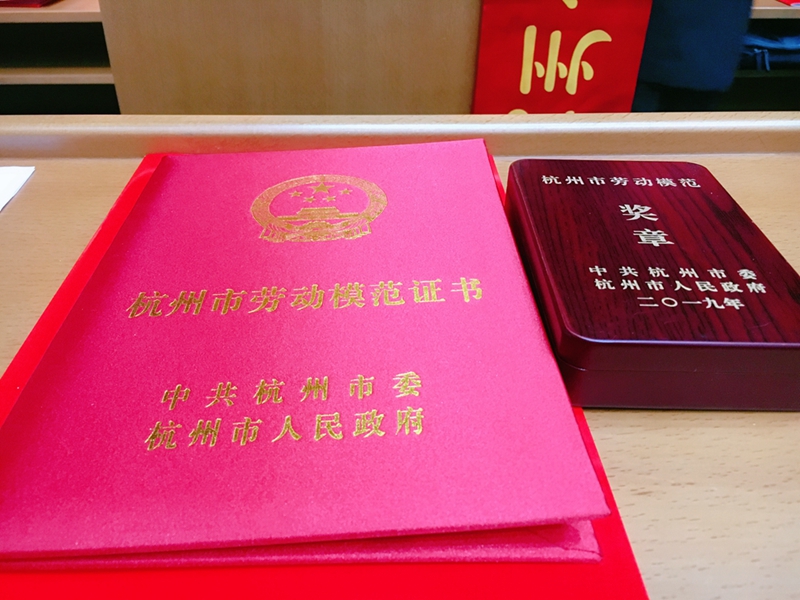 州
杭州市劳动模范证书
中共杭州市委
杭州市人民政府
杭州市劳动模范
奖
章
中共杭州市委
杭州市人民政府
二〇一九年